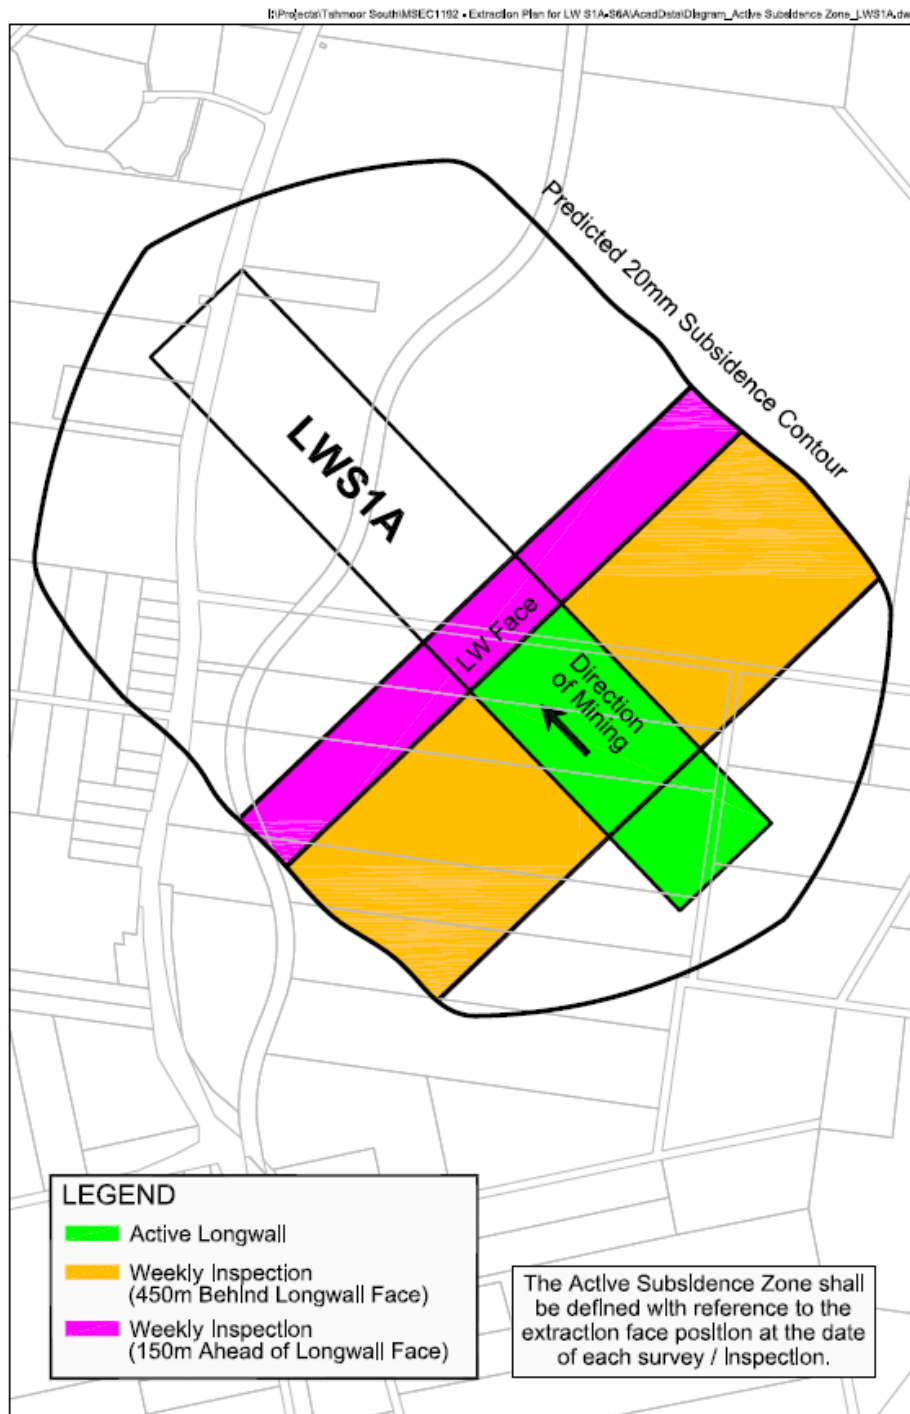 I:\Projects\Tahmoor South\MSEC1192 - Extraction Plan for LW S1A-S6A\AcadData\Diagram_Active Subsidence Zone_LWS1A.dw
Predicted 20mm Subsidence Contour
LWS1A
LW Face
Direction
of Mining
LEGEND
Active Longwall
Weekly Inspection
(450m Behind Longwall Face)
Weekly Inspection
(150m Ahead of Longwall Face)
The Active Subsidence Zone shall
be defined with reference to the
extraction face position at the date
of each survey / inspection.